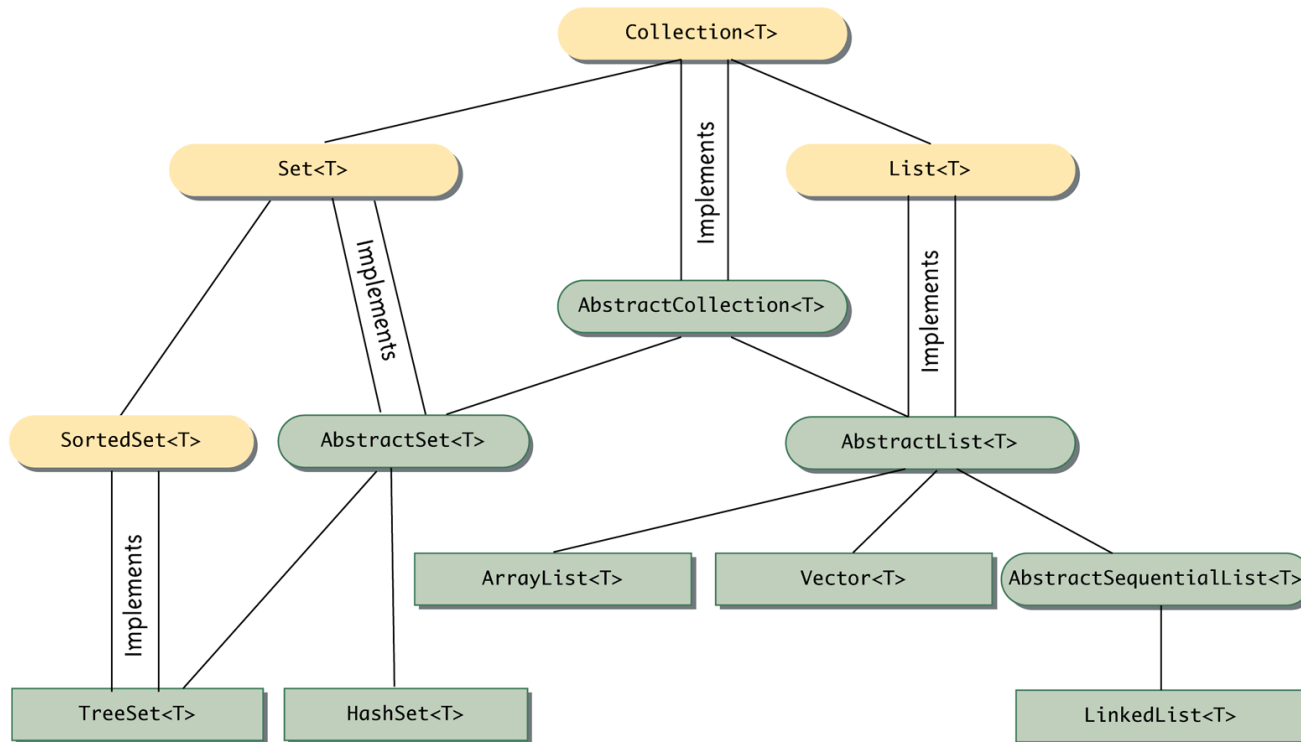 Collection<T>
Implements
Set<T>
List<T>
Implements
Implements
AbstractCollection<T>
SortedSet<T>
AbstractSet<T>
AbstractList<T>
Implements
ArrayList<T>
Vector<T>
AbstractSequentialList<T>
TreeSet<T>
HashSet<T>
LinkedList<T>